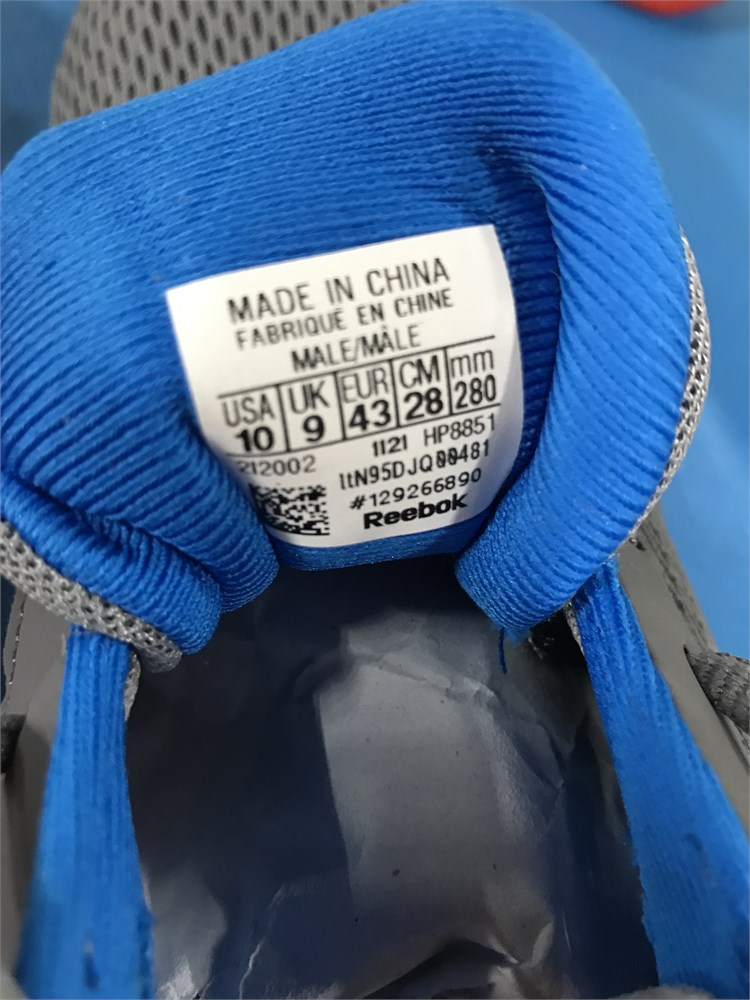 MADE IN CHINA
FABRIQUÉ EN CHINE
MALE/MÂLE
USA UK EUR CM mm
10 9 43 28 280
1121 HP8851
#129266890
Reebok